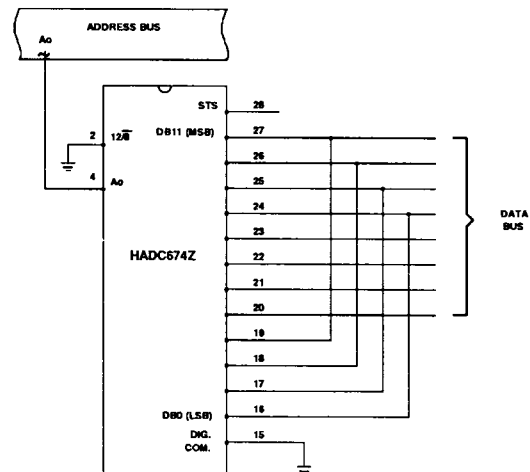 ADDRESS BUS
Ao
STS 28
2 12/8̅ DB11 (MSB) 27
26
4 Ao 25
24
DATA
BUS
23
HADC674Z
22
21
20
19
18
17
DB0 (LSB) 16
DIG.
COM. 15